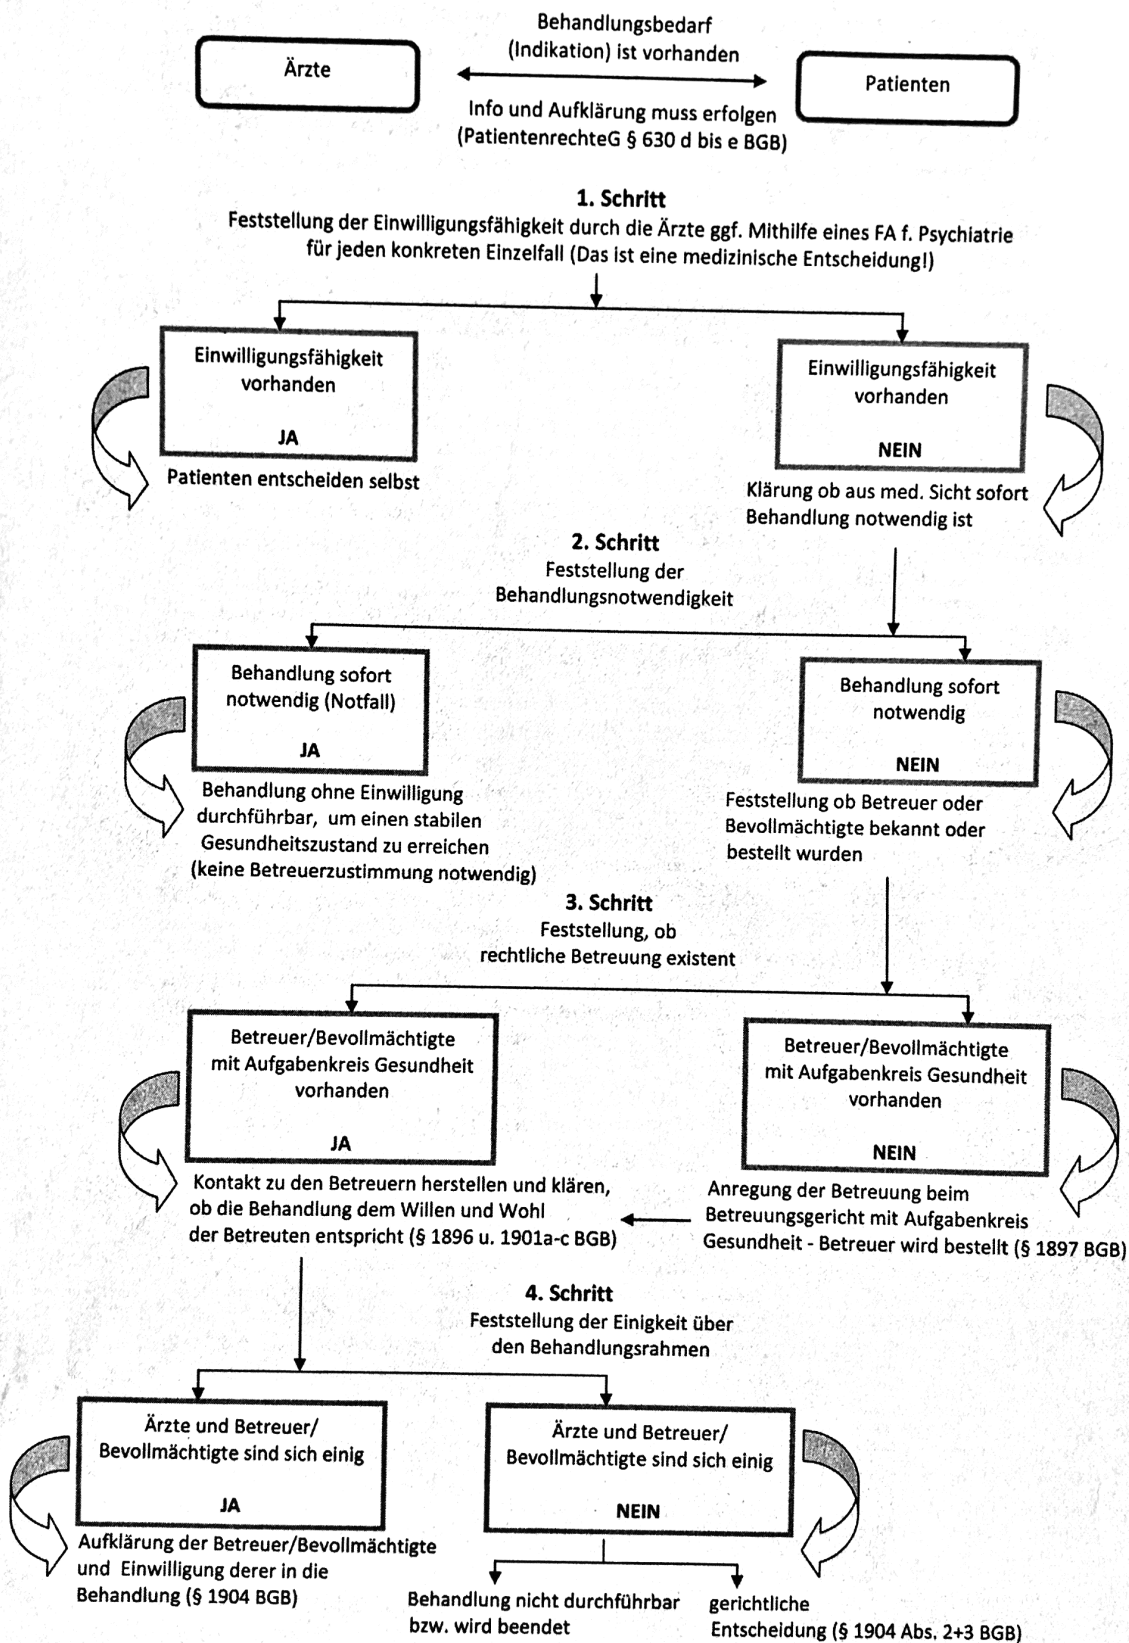 Behandlungsbedarf
(Indikation) ist vorhanden
Ärzte
Patienten
Info und Aufklärung muss erfolgen
(PatientenrechteG § 630 d bis e BGB)
1. Schritt
Feststellung der Einwilligungsfähigkeit durch die Ärzte ggf. Mithilfe eines FA f. Psychiatrie
für jeden konkreten Einzelfall (Das ist eine medizinische Entscheidung!)
Einwilligungsfähigkeit
vorhanden
JA
Patienten entscheiden selbst
Einwilligungsfähigkeit
vorhanden
NEIN
Klärung ob aus med. Sicht sofort
Behandlung notwendig ist
2. Schritt
Feststellung der
Behandlungsnotwendigkeit
Behandlung sofort
notwendig (Notfall)
JA
Behandlung ohne Einwilligung
durchführbar, um einen stabilen
Gesundheitszustand zu erreichen
(keine Betreuerzustimmung notwendig)
Behandlung sofort
notwendig
NEIN
Feststellung ob Betreuer oder
Bevollmächtigte bekannt oder
bestellt wurden
3. Schritt
Feststellung, ob
rechtliche Betreuung existent
Betreuer/Bevollmächtigte
mit Aufgabenkreis Gesundheit
vorhanden
JA
Kontakt zu den Betreuern herstellen und klären,
ob die Behandlung dem Willen und Wohl
der Betreuten entspricht (§ 1896 u. 1901a-c BGB)
Betreuer/Bevollmächtigte
mit Aufgabenkreis Gesundheit
vorhanden
NEIN
Anregung der Betreuung beim
Betreuungsgericht mit Aufgabenkreis
Gesundheit - Betreuer wird bestellt (§ 1897 BGB)
4. Schritt
Feststellung der Einigkeit über
den Behandlungsrahmen
Ärzte und Betreuer/
Bevollmächtigte sind sich einig
JA
Aufklärung der Betreuer/Bevollmächtigte
und Einwilligung derer in die
Behandlung (§ 1904 BGB)
Ärzte und Betreuer/
Bevollmächtigte sind sich einig
NEIN
Behandlung nicht durchführbar
bzw. wird beendet
gerichtliche
Entscheidung (§ 1904 Abs. 2+3 BGB)